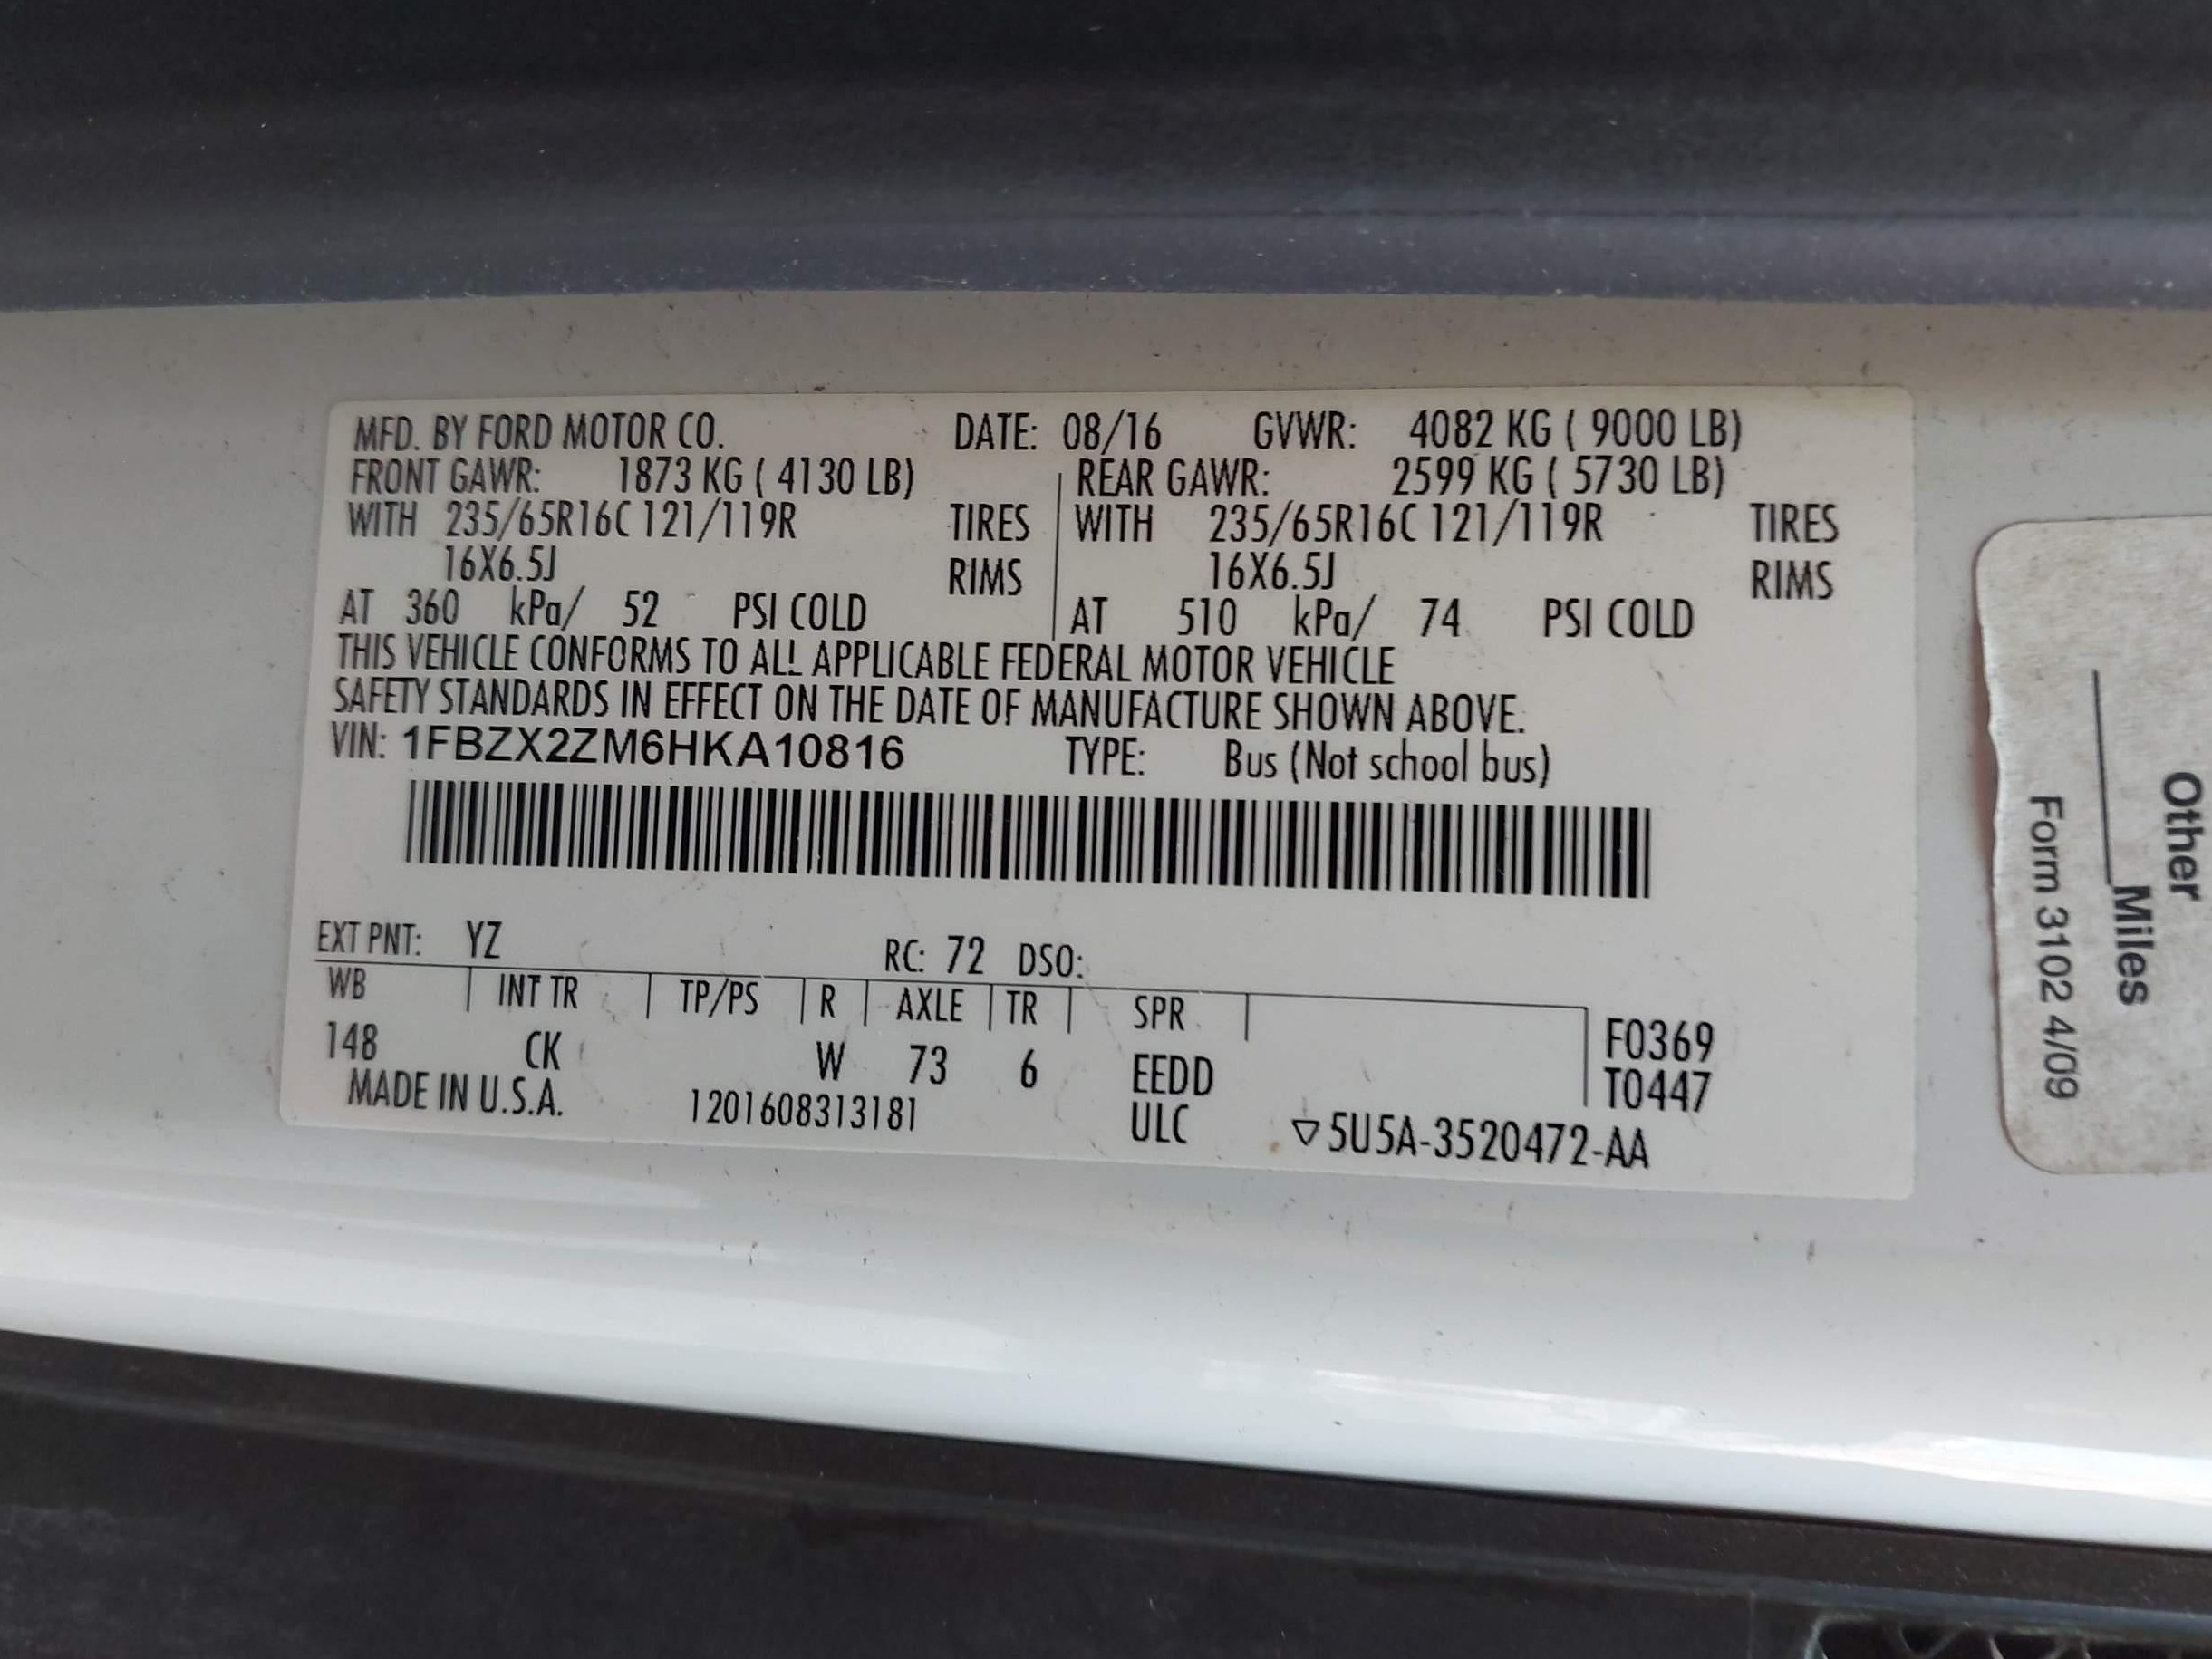 MFD. BY FORD MOTOR CO. DATE: 08/16 GVWR: 4082 KG ( 9000 LB)
FRONT GAWR: 1873 KG ( 4130 LB) REAR GAWR: 2599 KG ( 5730 LB)
WITH 235/65R16C 121/119R TIRES WITH 235/65R16C 121/119R TIRES
16X6.5J RIMS 16X6.5J RIMS
AT 360 kPa/ 52 PSI COLD AT 510 kPa/ 74 PSI COLD
THIS VEHICLE CONFORMS TO ALL APPLICABLE FEDERAL MOTOR VEHICLE
SAFETY STANDARDS IN EFFECT ON THE DATE OF MANUFACTURE SHOWN ABOVE.
VIN: 1FBZX2ZM6HKA10816 TYPE: Bus (Not school bus)
EXT PNT: YZ RC: 72 DSO:
WB INT TR TP/PS R AXLE TR SPR F0369
148 CK W 73 6 EEDD T0447
MADE IN U.S.A. 1201608313181 ULC ▽5U5A-3520472-AA
Other
____Miles
Form 3102 4/09